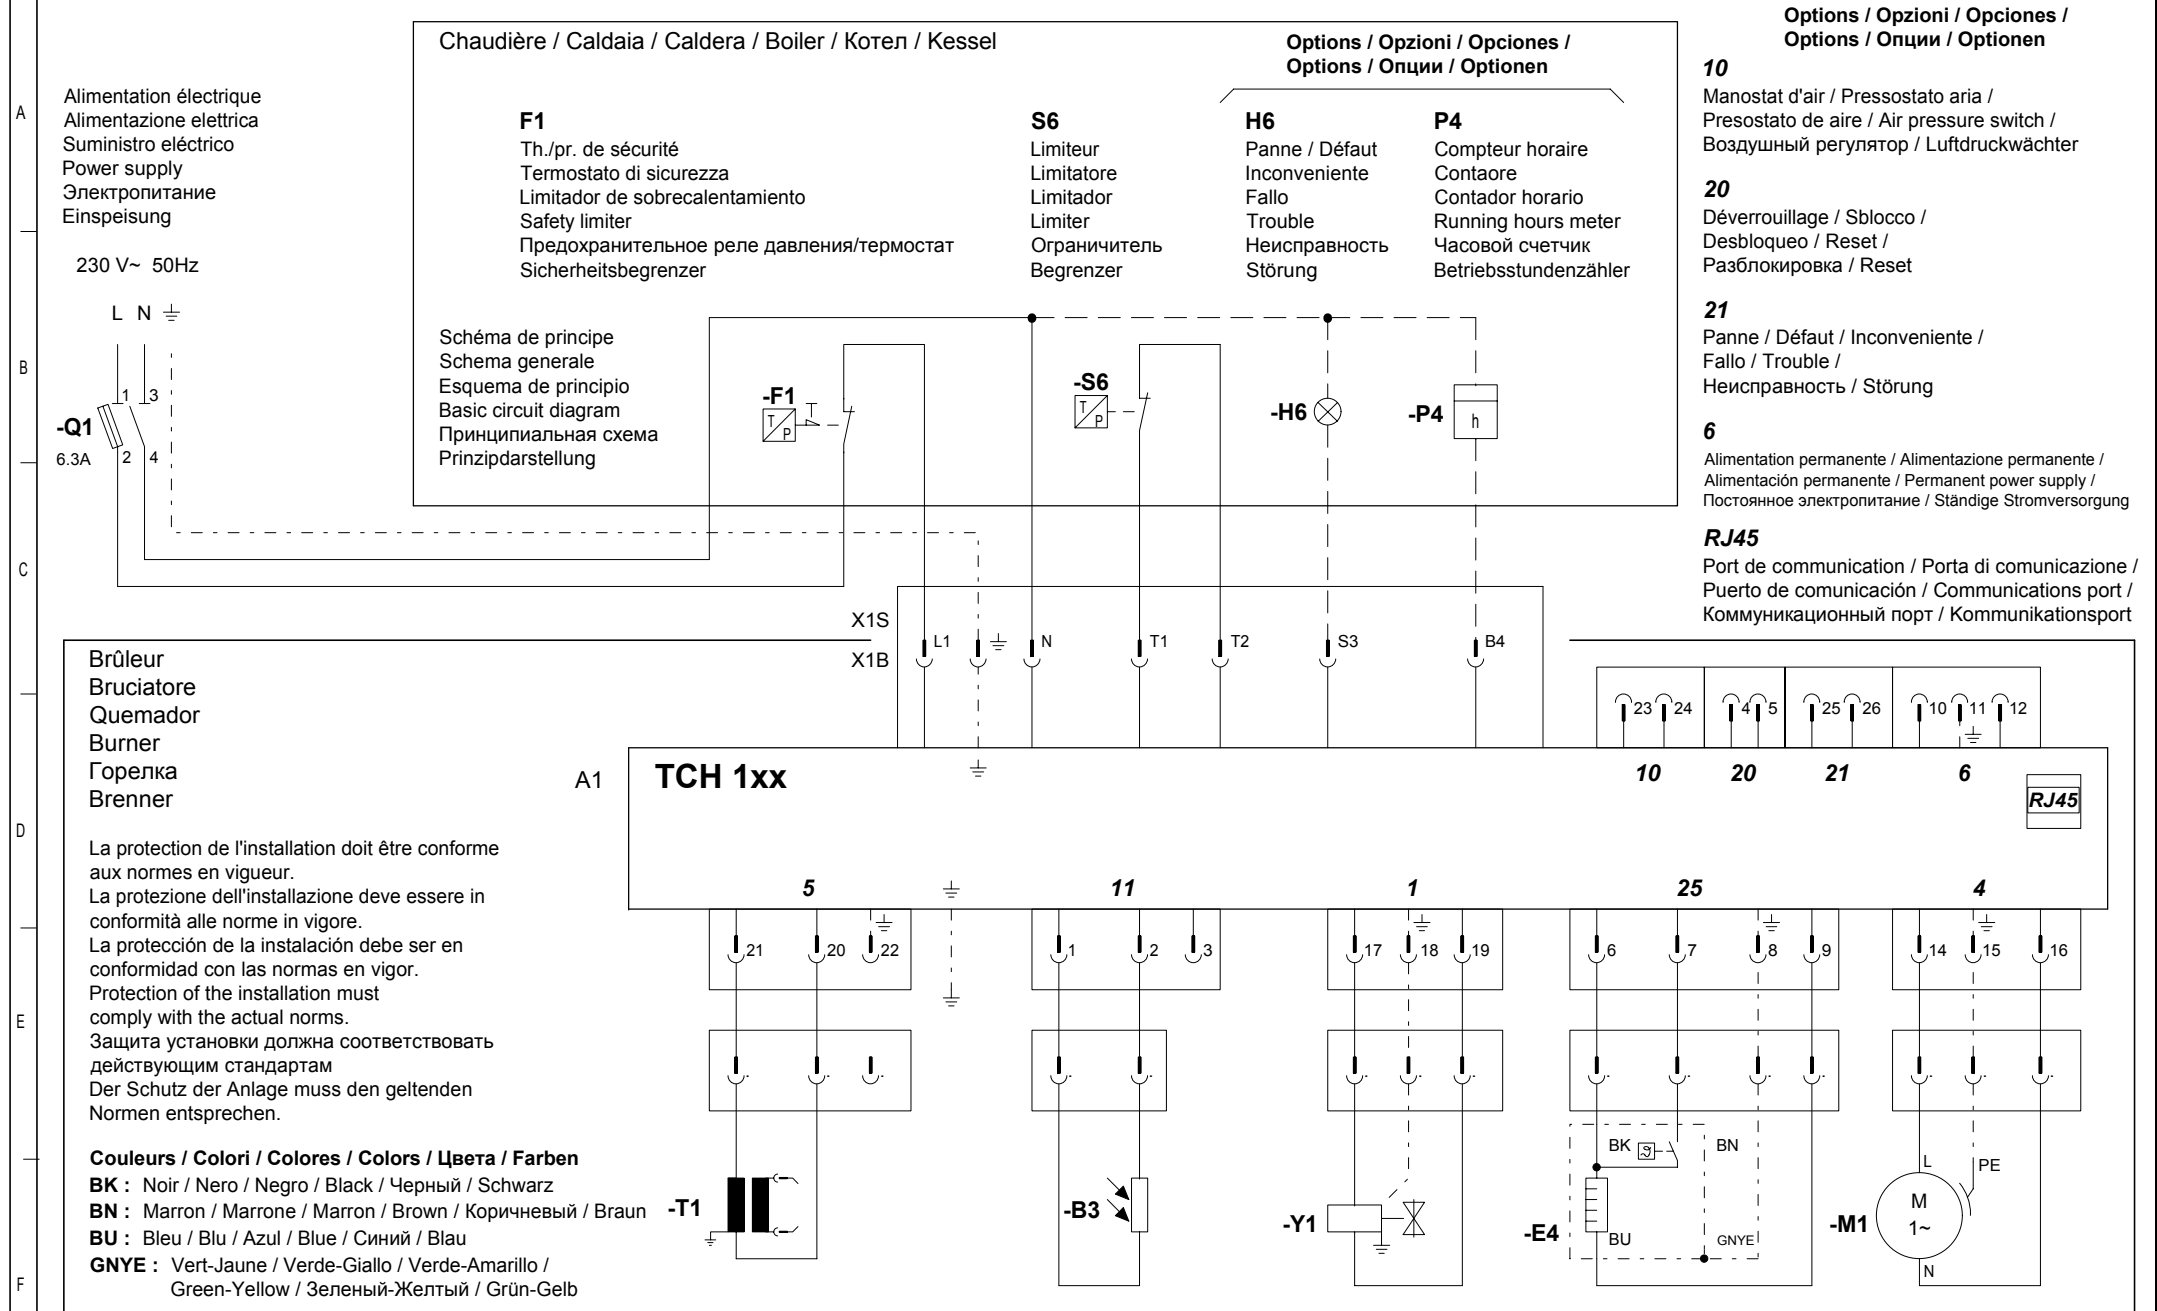 Options / Opzioni / Opciones /
Options / Опции / Optionen
10
Manostat d'air / Pressostato aria /
Presostato de aire / Air pressure switch /
Воздушный регулятор / Luftdruckwächter
20
Déverrouillage / Sblocco /
Desbloqueo / Reset /
Разблокировка / Reset
21
Panne / Défaut / Inconveniente /
Fallo / Trouble /
Неисправность / Störung
6
Alimentation permanente / Alimentazione permanente /
Alimentación permanente / Permanent power supply /
Постоянное электропитание / Ständige Stromversorgung
RJ45
Port de communication / Porta di comunicazione /
Puerto de comunicación / Communications port /
Коммуникационный порт / Kommunikationsport
A
B
C
D
E
F
Alimentation électrique
Alimentazione elettrica
Suministro eléctrico
Power supply
Электропитание
Einspeisung
230 V~ 50Hz
L N
1 3
-Q1
6.3A
2 4
Chaudière / Caldaia / Caldera / Boiler / Котел / Kessel
Options / Opzioni / Opciones /
Options / Опции / Optionen
F1
Th./pr. de sécurité
Termostato di sicurezza
Limitador de sobrecalentamiento
Safety limiter
Предохранительное реле давления/термостат
Sicherheitsbegrenzer
S6
Limiteur
Limitatore
Limitador
Limiter
Ограничитель
Begrenzer
H6
Panne / Défaut
Inconveniente
Fallo
Trouble
Неисправность
Störung
P4
Compteur horaire
Contaore
Contador horario
Running hours meter
Часовой счетчик
Betriebsstundenzähler
Schéma de principe
Schema generale
Esquema de principio
Basic circuit diagram
Принципиальная схема
Prinzipdarstellung
-F1
T
P
-S6
T
P
-H6
-P4
h
X1S
X1B
L1 N T1 T2 S3 B4
Brûleur
Bruciatore
Quemador
Burner
Горелка
Brenner
23 24 4 5 25 26 10 11 12
A1
TCH 1xx
10 20 21 6
RJ45
5 11 1 25 4
21 20 22 1 2 3 17 18 19 6 7 8 9 14 15 16
La protection de l'installation doit être conforme
aux normes en vigueur.
La protezione dell'installazione deve essere in
conformità alle norme in vigore.
La protección de la instalación debe ser en
conformidad con las normas en vigor.
Protection of the installation must
comply with the actual norms.
Защита установки должна соответствовать
действующим стандартам
Der Schutz der Anlage muss den geltenden
Normen entsprechen.
Couleurs / Colori / Colores / Colors / Цвета / Farben
BK : Noir / Nero / Negro / Black / Черный / Schwarz
BN : Marron / Marrone / Marron / Brown / Коричневый / Braun
BU : Bleu / Blu / Azul / Blue / Синий / Blau
GNYE : Vert-Jaune / Verde-Giallo / Verde-Amarillo /
Green-Yellow / Зеленый-Желтый / Grün-Gelb
-T1
-B3
-Y1
BK BN
-E4
BU GNYE
L PE
-M1
M
1~
N